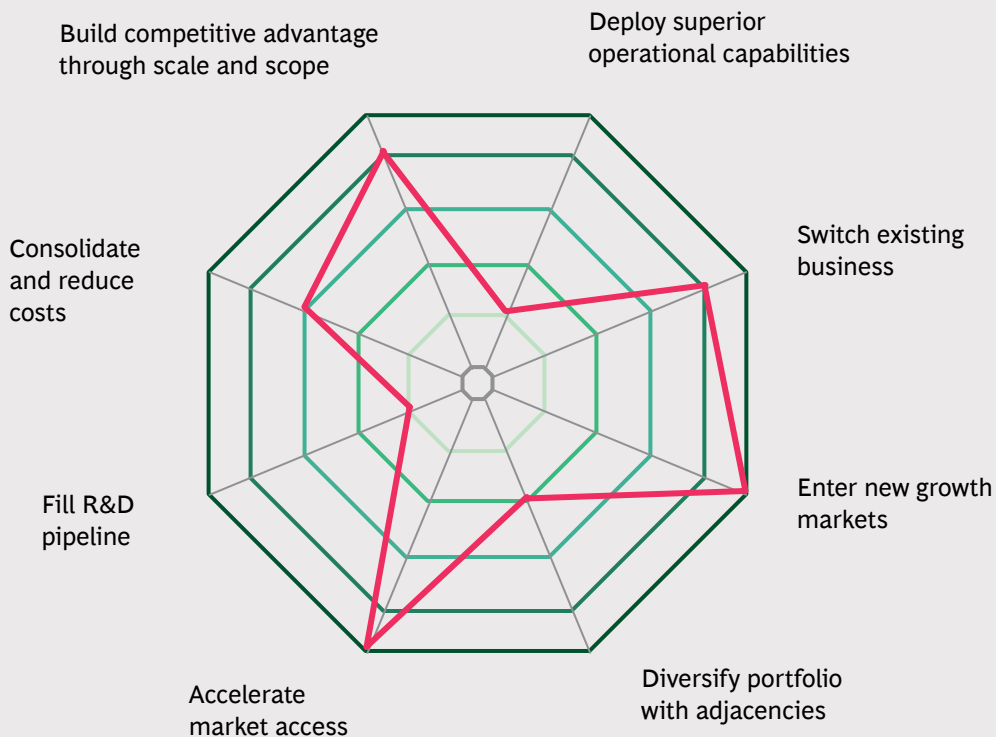 Build competitive advantage
through scale and scope
Deploy superior
operational capabilities
Switch existing
business
Enter new growth
markets
Diversify portfolio
with adjacencies
Accelerate
market access
Fill R&D
pipeline
Consolidate
and reduce
costs